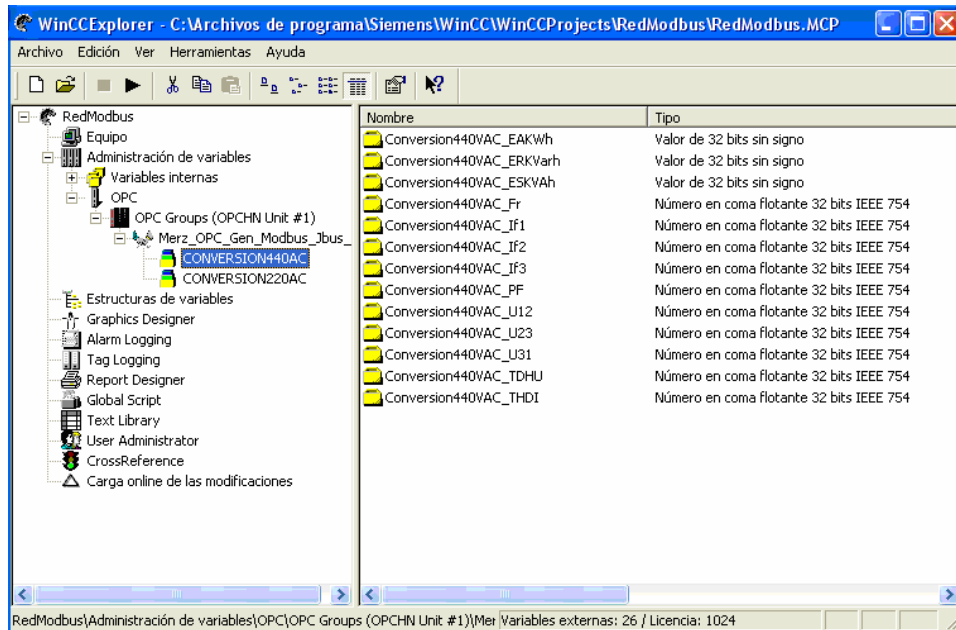 WinCCExplorer - C:\Archivos de programa\Siemens\WinCC\WinCCProjects\RedModbus\RedModbus.MCP
Archivo Edición Ver Herramientas Ayuda
RedModbus
Equipo
Administración de variables
Variables internas
OPC
OPC Groups (OPCHN Unit #1)
Merz_OPC_Gen_Modbus_Jbus_
CONVERSION440AC
CONVERSION220AC
Estructuras de variables
Graphics Designer
Alarm Logging
Tag Logging
Report Designer
Global Script
Text Library
User Administrator
CrossReference
Carga online de las modificaciones
Nombre Tipo
Conversion440VAC_EAKWh Valor de 32 bits sin signo
Conversion440VAC_ERKVarh Valor de 32 bits sin signo
Conversion440VAC_ESKVAh Valor de 32 bits sin signo
Conversion440VAC_Fr Número en coma flotante 32 bits IEEE 754
Conversion440VAC_If1 Número en coma flotante 32 bits IEEE 754
Conversion440VAC_If2 Número en coma flotante 32 bits IEEE 754
Conversion440VAC_If3 Número en coma flotante 32 bits IEEE 754
Conversion440VAC_PF Número en coma flotante 32 bits IEEE 754
Conversion440VAC_U12 Número en coma flotante 32 bits IEEE 754
Conversion440VAC_U23 Número en coma flotante 32 bits IEEE 754
Conversion440VAC_U31 Número en coma flotante 32 bits IEEE 754
Conversion440VAC_TDHU Número en coma flotante 32 bits IEEE 754
Conversion440VAC_THDI Número en coma flotante 32 bits IEEE 754
RedModbus\Administración de variables\OPC\OPC Groups (OPCHN Unit #1)\Mer Variables externas: 26 / Licencia: 1024